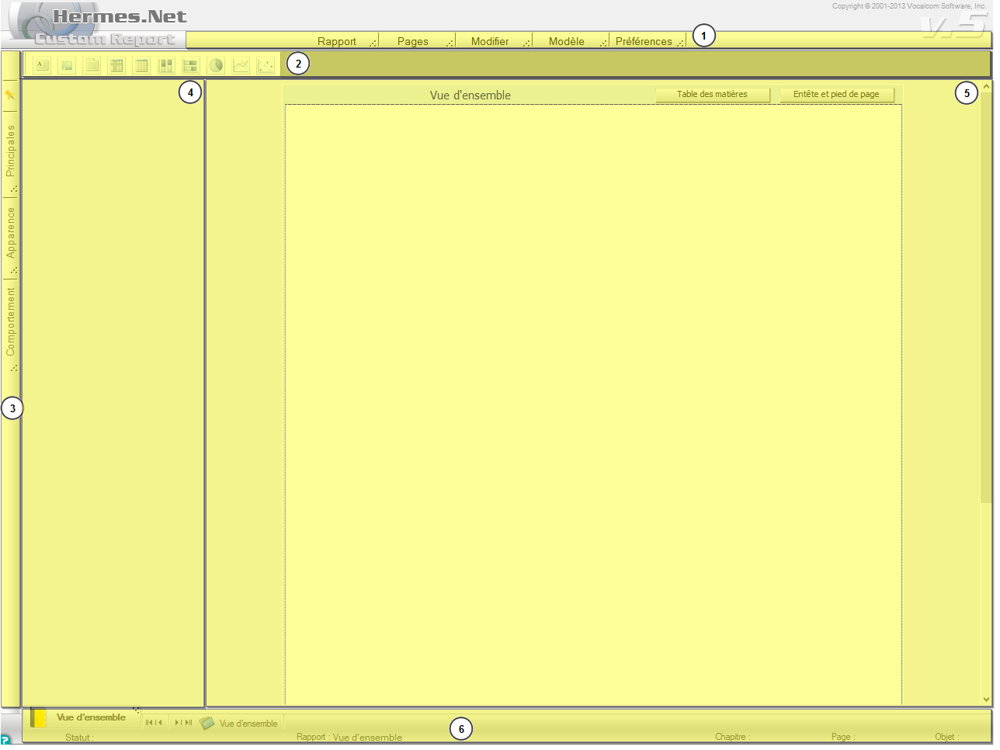 Copyright © 2001-2013 Vocalcom Software, Inc.
Hermes.Net
Custom Report
v.5
Rapport Pages Modifier Modèle Préférences 1
A 2
4
Vue d'ensemble Table des matières Entête et pied de page 5
Principales
Apparence
Comportement
3
Vue d'ensemble Vue d'ensemble 6
? Statut : Rapport : Vue d'ensemble Chapitre : Page : Objet :